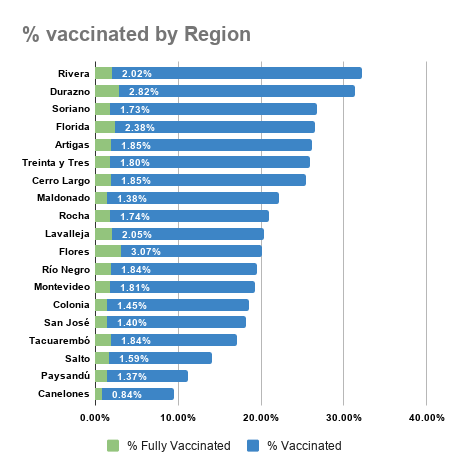 % vaccinated by Region
Rivera 2.02%
Durazno 2.82%
Soriano 1.73%
Florida 2.38%
Artigas 1.85%
Treinta y Tres 1.80%
Cerro Largo 1.85%
Maldonado 1.38%
Rocha 1.74%
Lavalleja 2.05%
Flores 3.07%
Río Negro 1.84%
Montevideo 1.81%
Colonia 1.45%
San José 1.40%
Tacuarembó 1.84%
Salto 1.59%
Paysandú 1.37%
Canelones 0.84%
0.00% 10.00% 20.00% 30.00% 40.00%
% Fully Vaccinated % Vaccinated